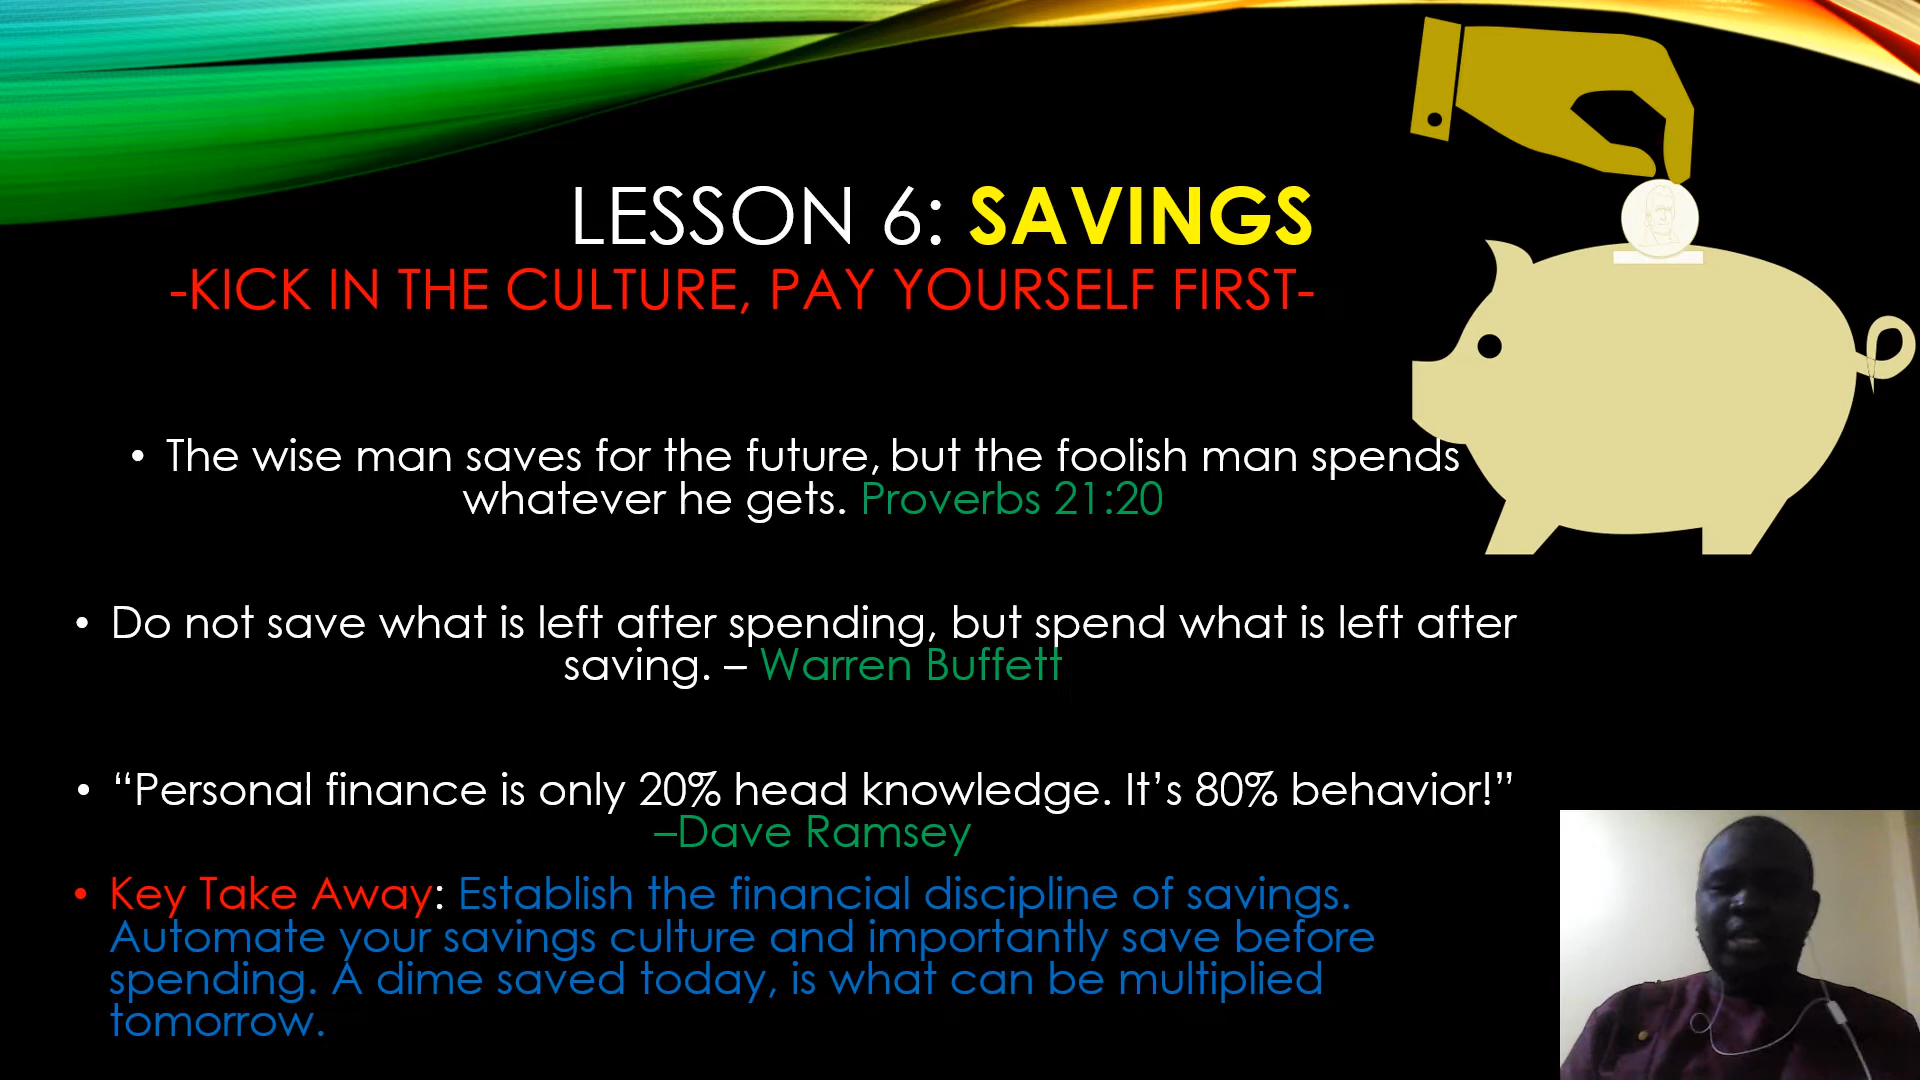 LESSON 6: SAVINGS
-KICK IN THE CULTURE, PAY YOURSELF FIRST-
• The wise man saves for the future, but the foolish man spends
whatever he gets. Proverbs 21:20
• Do not save what is left after spending, but spend what is left after
saving. – Warren Buffett
• “Personal finance is only 20% head knowledge. It’s 80% behavior!”
–Dave Ramsey
• Key Take Away: Establish the financial discipline of savings.
Automate your savings culture and importantly save before
spending. A dime saved today, is what can be multiplied
tomorrow.